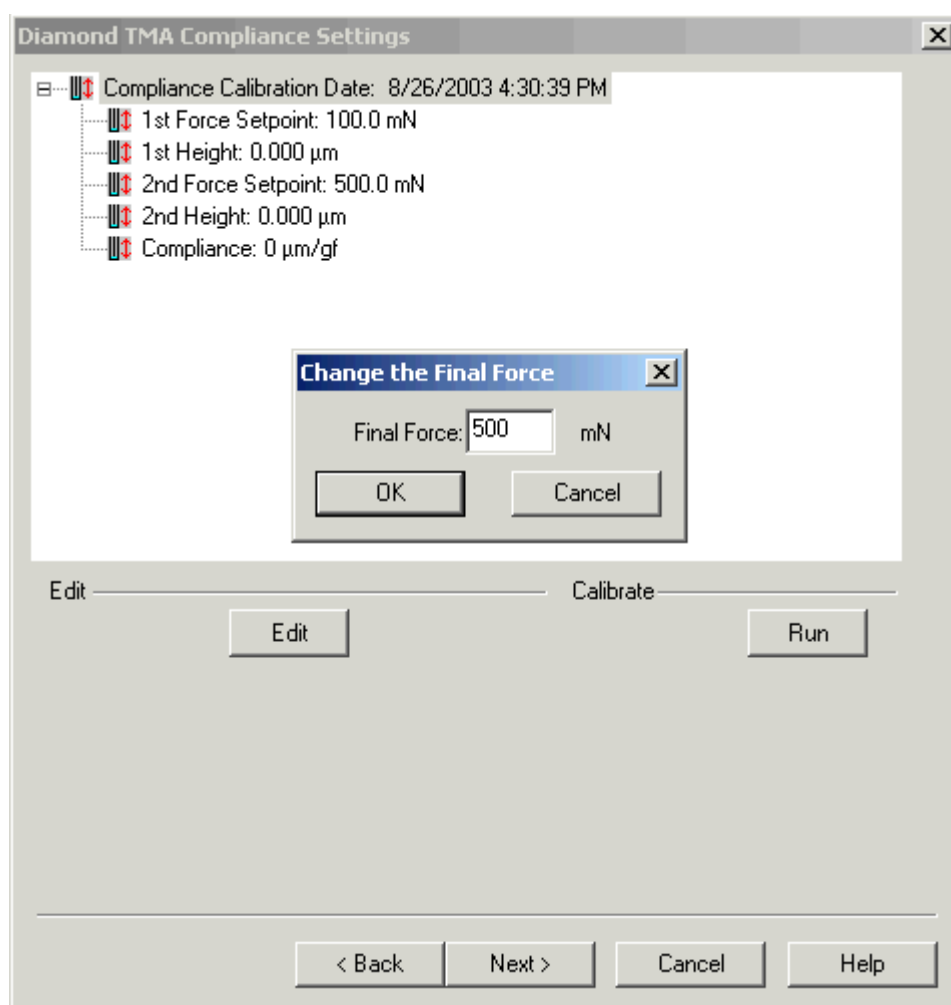 Diamond TMA Compliance Settings
Compliance Calibration Date: 8/26/2003 4:30:39 PM
1st Force Setpoint: 100.0 mN
1st Height: 0.000 µm
2nd Force Setpoint: 500.0 mN
2nd Height: 0.000 µm
Compliance: 0 µm/gf
Change the Final Force
Final Force: 500 mN
OK Cancel
Edit Calibrate
Edit Run
< Back Next > Cancel Help